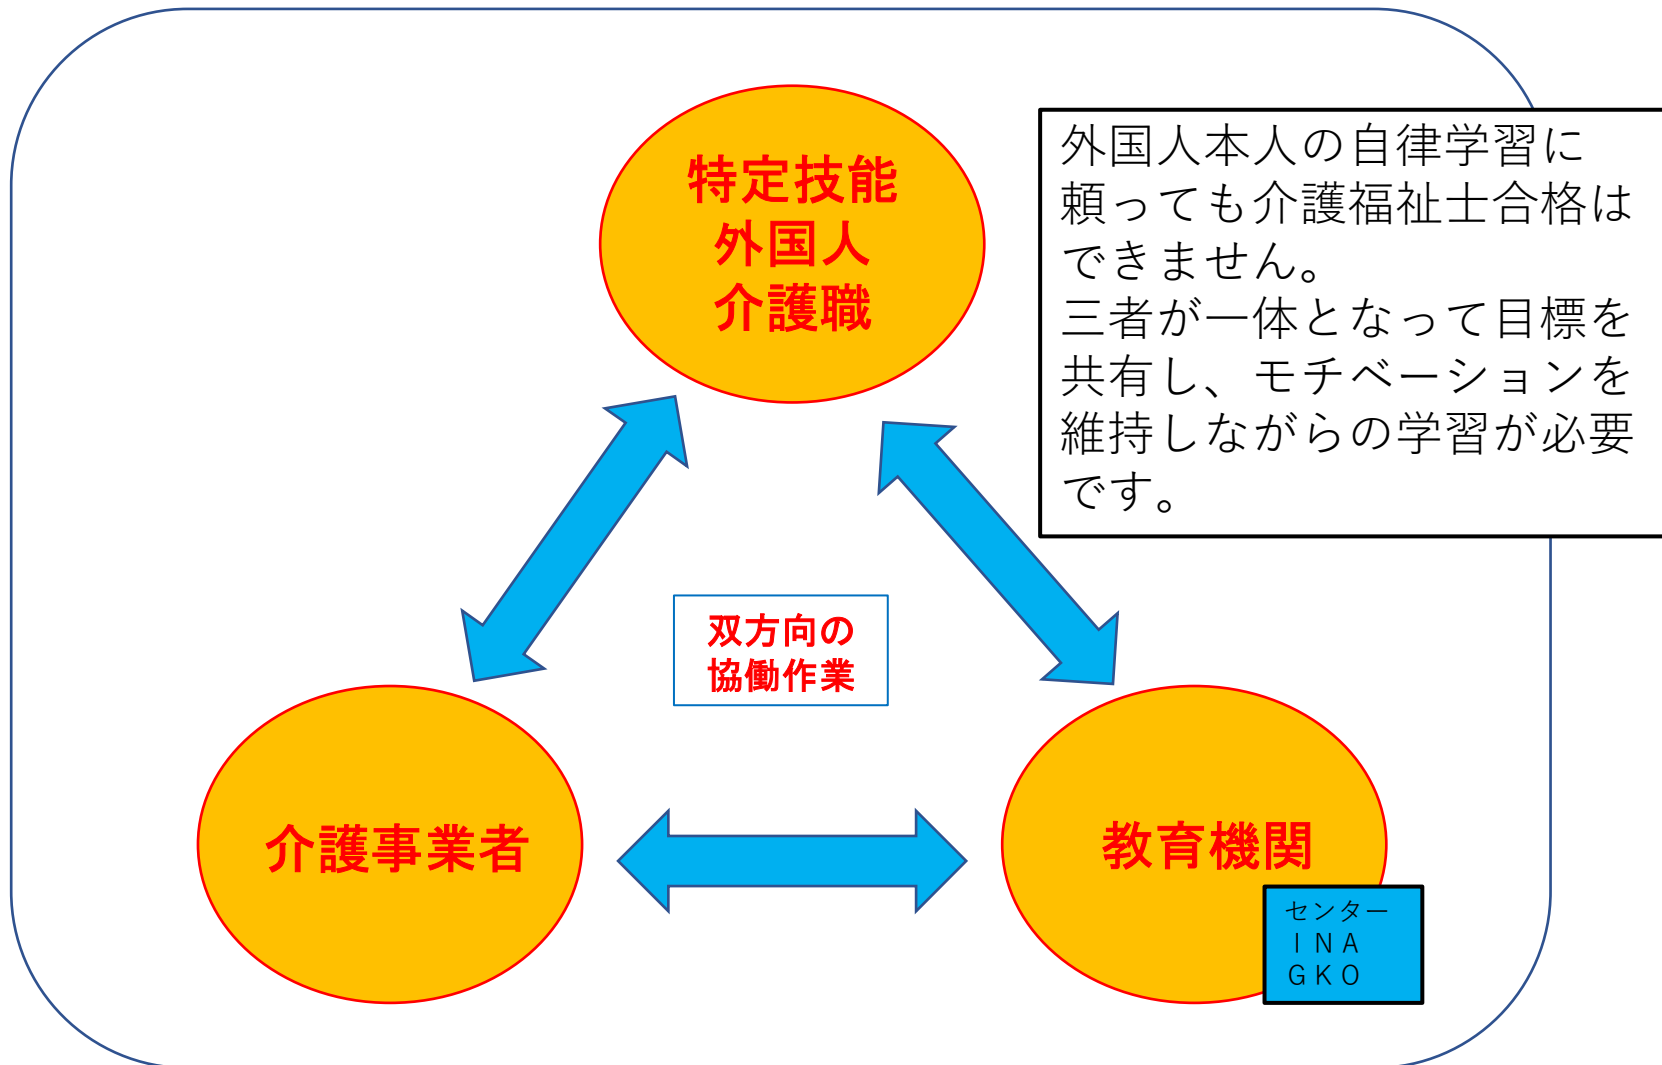 特定技能
外国人
介護職
外国人本人の自律学習に
頼っても介護福祉士合格は
できません。
三者が一体となって目標を
共有し、モチベーションを
維持しながらの学習が必要
です。
双方向の
協働作業
介護事業者
教育機関
センター
ＩＮＡ
ＧＫＯ